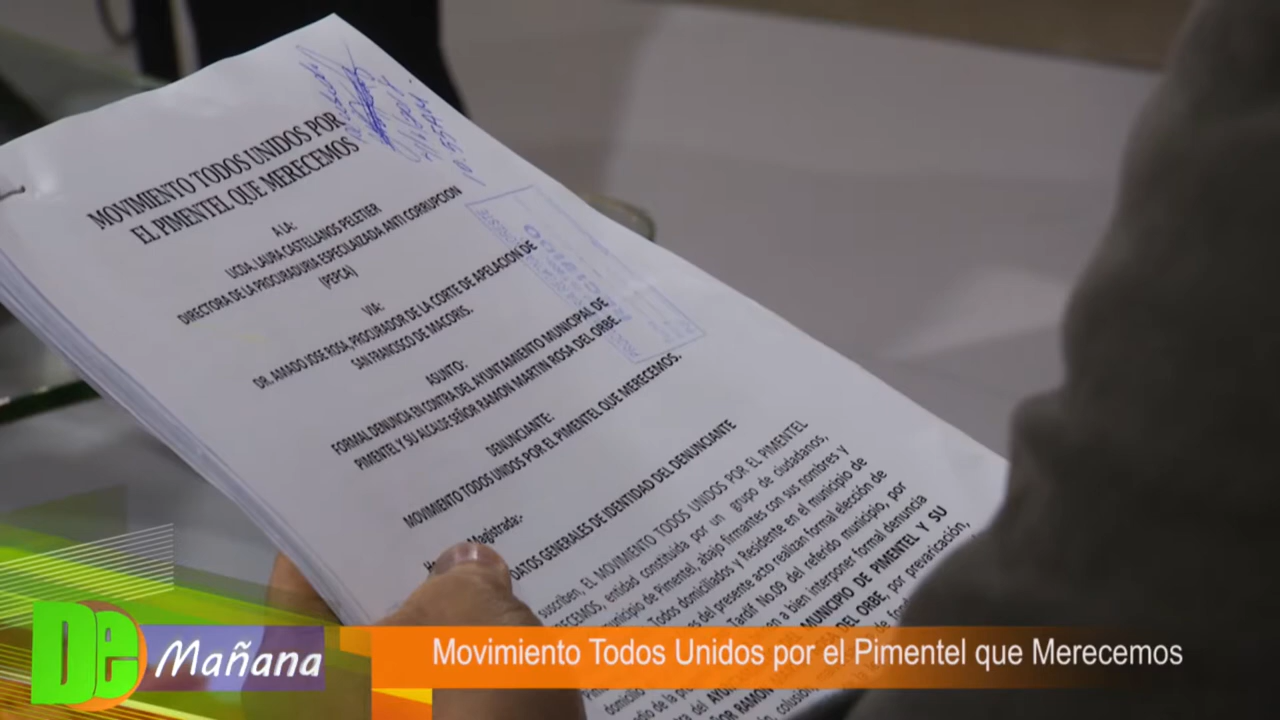 MOVIMIENTO TODOS UNIDOS POR
EL PIMENTEL QUE MERECEMOS
A LA:
LICDA. LAURA CASTELLANOS PELETIER
DIRECTORA DE LA PROCURADURIA ESPECLAIZADA ANTI CORRUPCION
(PEPCA)
VIA:
DR. AMADO JOSE ROSA, PROCURADOR DE LA CORTE DE APELACION DE
SAN FRANCISCO DE MACORIS.
ASUNTO:
FORMAL DENUNCIA EN CONTRA DEL AYUNTAMIENTO MUNICIPAL DE
PIMENTEL Y SU ALCALDE SEÑOR RAMON MARTIN ROSA DEL ORBE.
DENUNCIANTE:
MOVIMIENTO TODOS UNIDOS POR EL PIMENTEL QUE MERECEMOS.
Magistrada:-
DATOS GENERALES DE IDENTIDAD DEL DENUNCIANTE
suscriben, EL MOVIMIENTO TODOS UNIDOS POR EL PIMENTEL
entidad constituida por un grupo de ciudadanos,
municipio de Pimentel, abajo firmantes con sus nombres y
Todos domiciliados y Residente en el municipio de
del presente acto realizan formal elección de
Tardif No.09 del referido municipio, por
a bien interponer formal denuncia
MUNICIPIO DE PIMENTEL Y SU
DEL ORBE, por prevaricación,
De Mañana
Movimiento Todos Unidos por el Pimentel que Merecemos